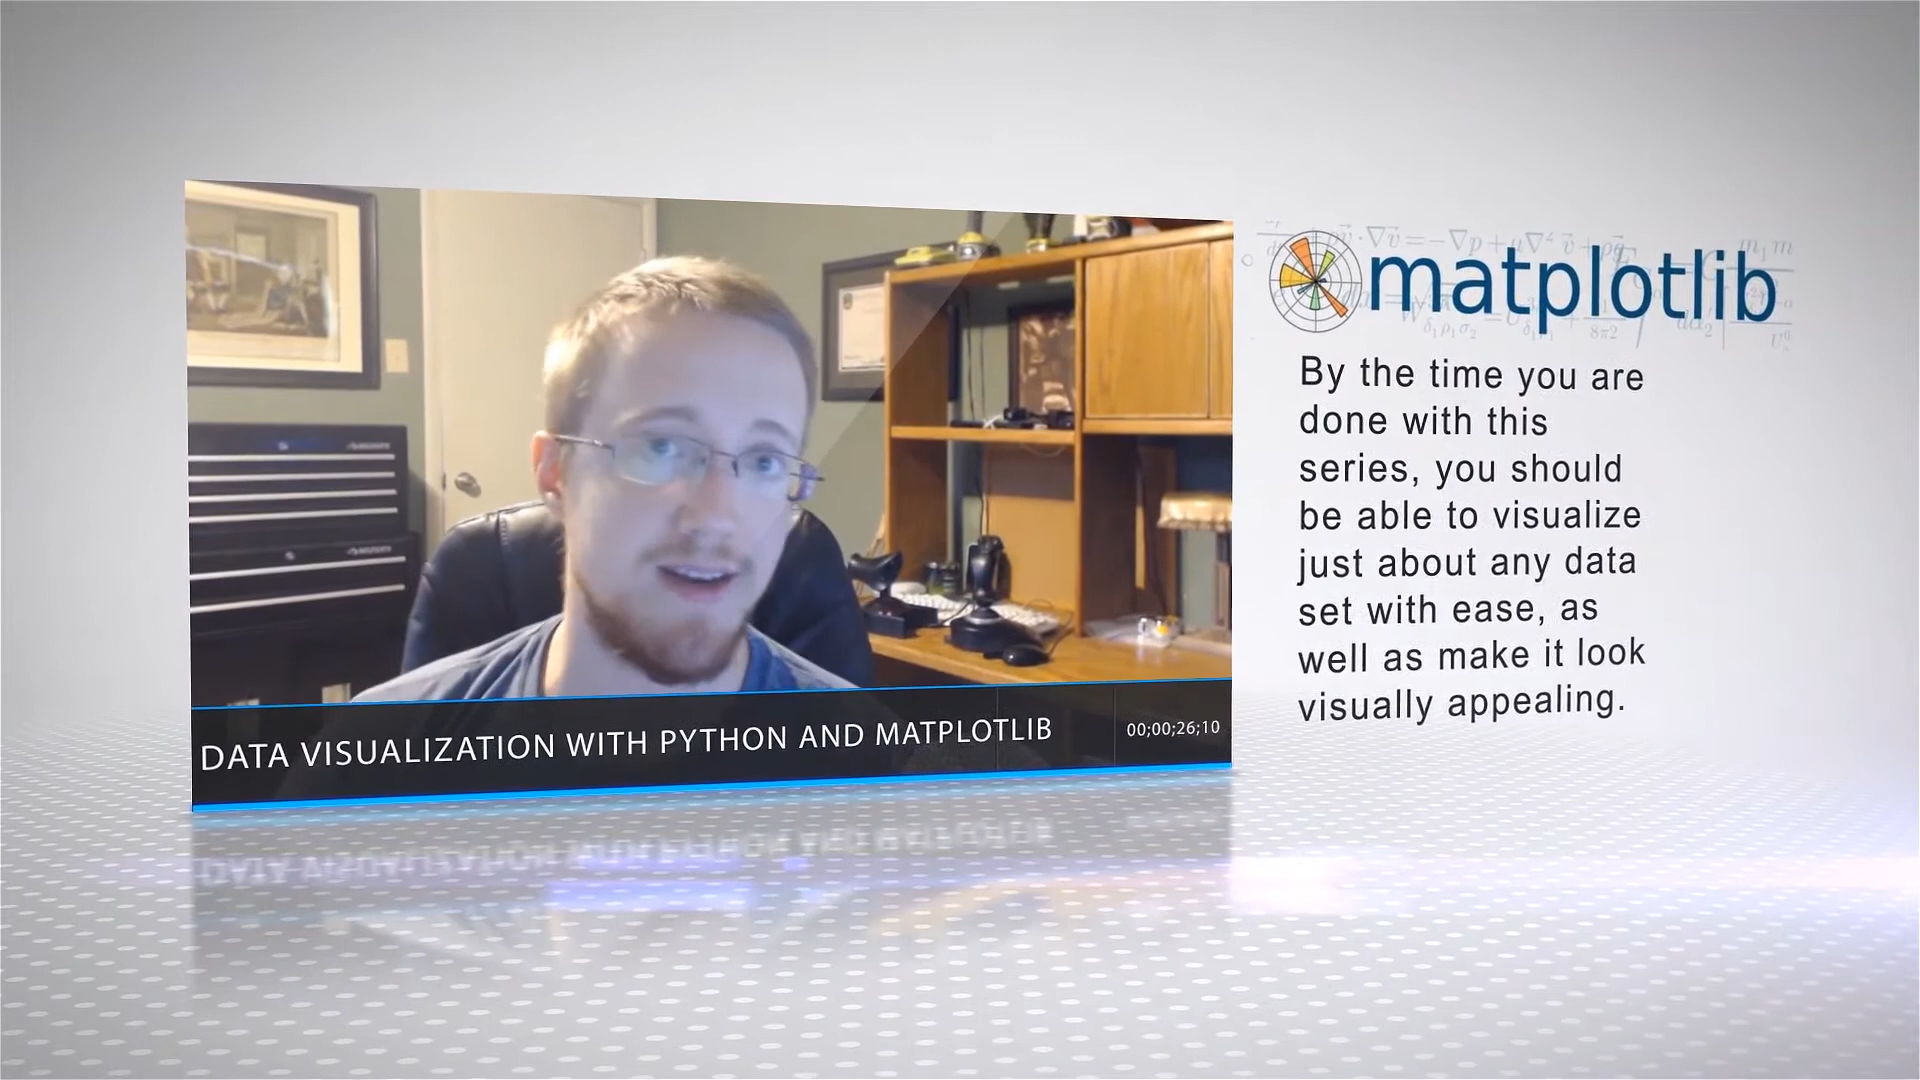 matplotlib
By the time you are
done with this
series, you should
be able to visualize
just about any data
set with ease, as
well as make it look
visually appealing.
DATA VISUALIZATION WITH PYTHON AND MATPLOTLIB
00;00;26;10